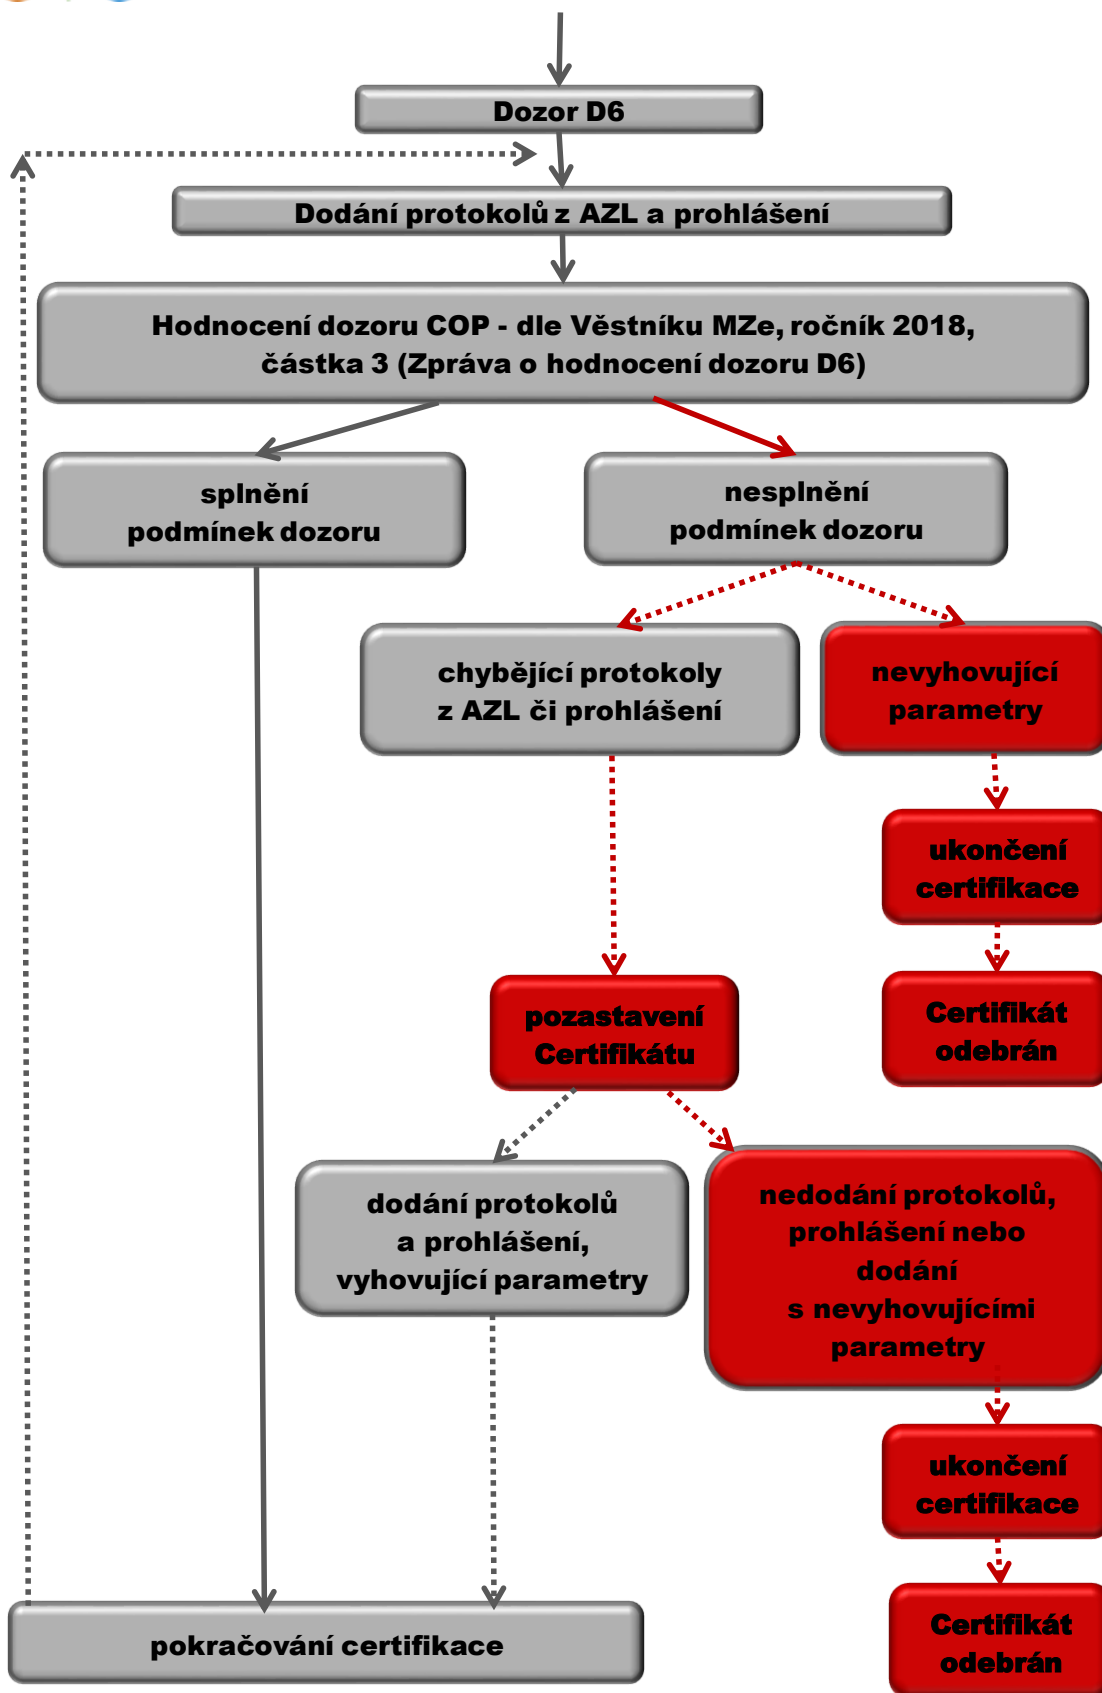 Dozor D6
Dodání protokolů z AZL a prohlášení
Hodnocení dozoru COP - dle Věstníku MZe, ročník 2018,
částka 3 (Zpráva o hodnocení dozoru D6)
splnění
podmínek dozoru
nesplnění
podmínek dozoru
chybějící protokoly
z AZL či prohlášení
nevyhovující
parametry
ukončení
certifikace
Certifikát
odebrán
pozastavení
Certifikátu
dodání protokolů
a prohlášení,
vyhovující parametry
nedodání protokolů,
prohlášení nebo
dodání
s nevyhovujícími
parametry
ukončení
certifikace
Certifikát
odebrán
pokračování certifikace